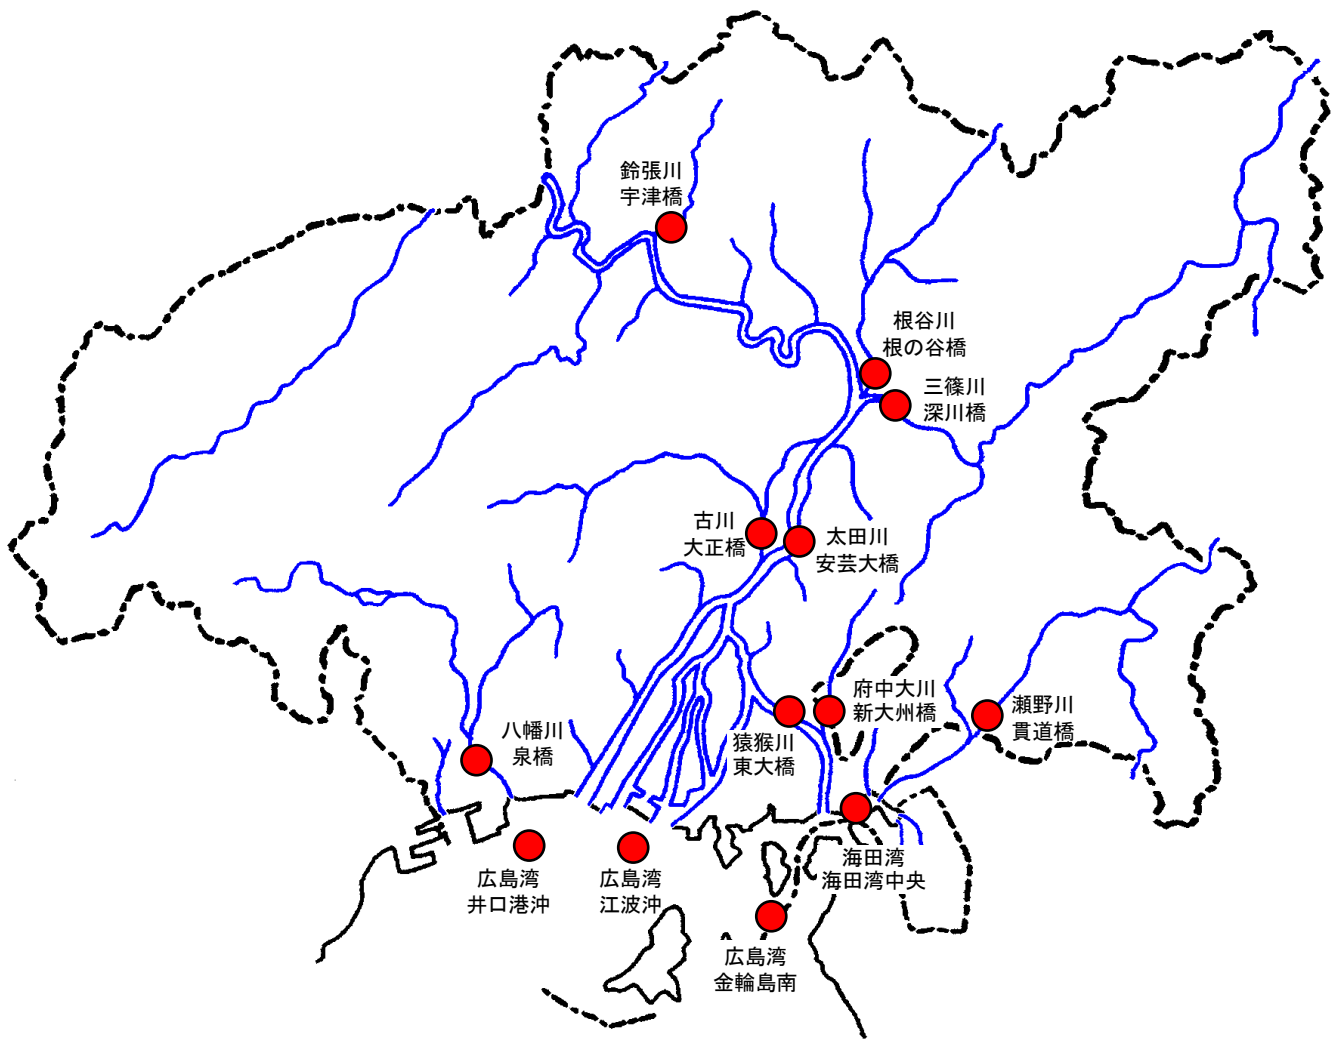 鈴張川
宇津橋
根谷川
根の谷橋
三篠川
深川橋
古川
大正橋
太田川
安芸大橋
府中大川
新大州橋
瀬野川
貫道橋
八幡川
泉橋
猿猴川
東大橋
海田湾
海田湾中央
広島湾
井口港沖
広島湾
江波沖
広島湾
金輪島南